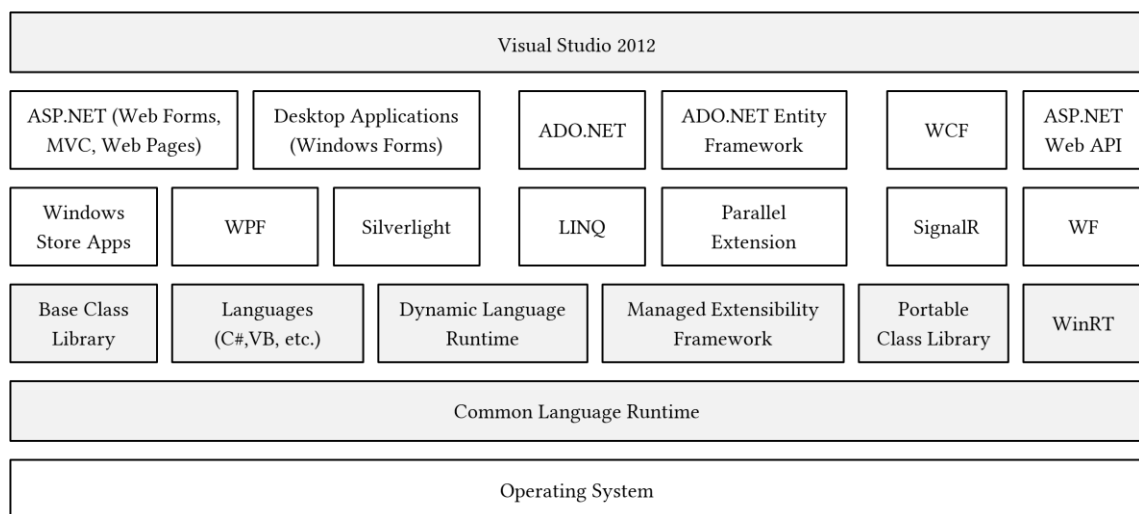 Visual Studio 2012
ASP.NET (Web Forms,
MVC, Web Pages)
Desktop Applications
(Windows Forms)
ADO.NET
ADO.NET Entity
Framework
WCF
ASP.NET
Web API
Windows
Store Apps
WPF
Silverlight
LINQ
Parallel
Extension
SignalR
WF
Base Class
Library
Languages
(C#,VB, etc.)
Dynamic Language
Runtime
Managed Extensibility
Framework
Portable
Class Library
WinRT
Common Language Runtime
Operating System